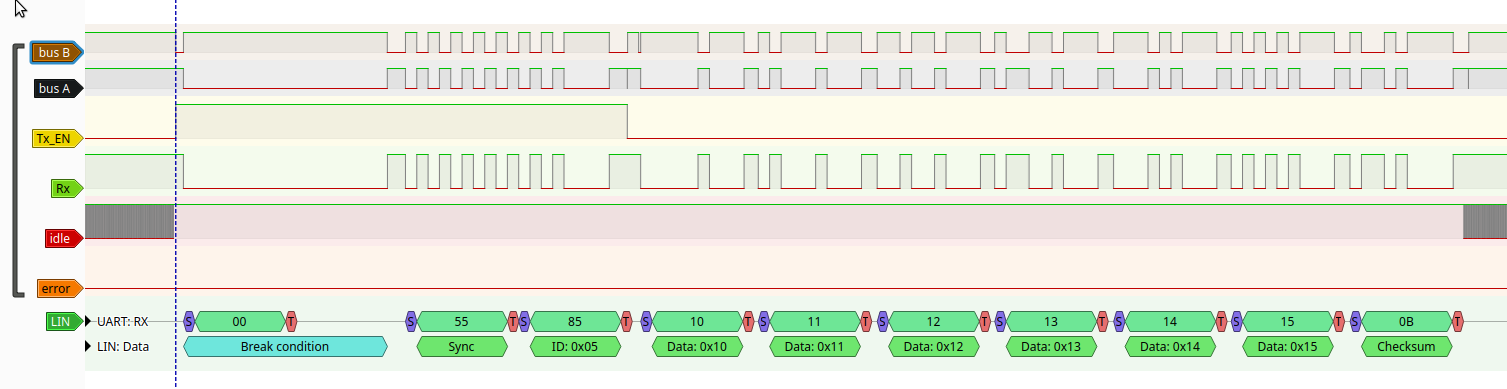 bus B
bus A
Tx_EN
Rx
idle
error
LIN UART: RX S 00 T S 55 T S 85 T S 10 T S 11 T S 12 T S 13 T S 14 T S 15 T S 0B T
LIN: Data Break condition Sync ID: 0x05 Data: 0x10 Data: 0x11 Data: 0x12 Data: 0x13 Data: 0x14 Data: 0x15 Checksum